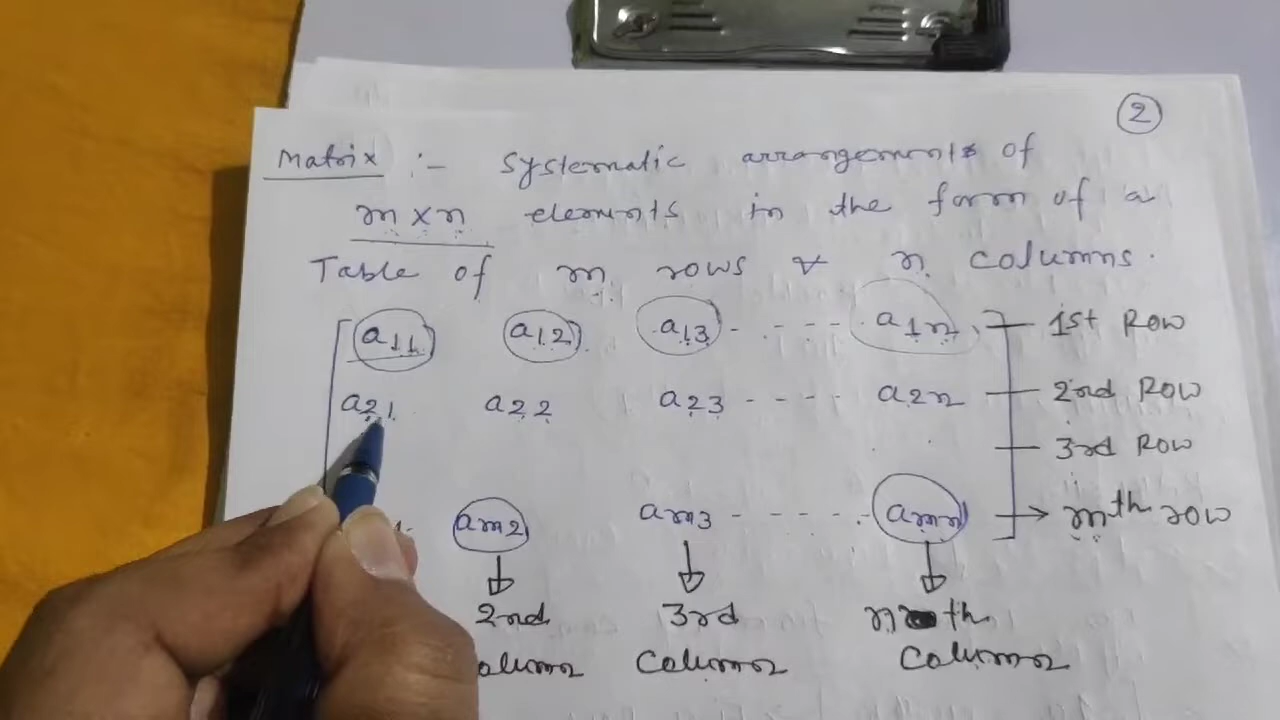 2
Matrix :- Systematic arrangements of
m x n elements in the form of a
Table of m rows & n columns.
a11 a12 a13 - - - - - a1n 1st Row
a21 a22 a23 - - - - a2n 2nd Row
3rd Row
am2 am3 - - - - - amn → mth row
2nd 3rd nth
column column